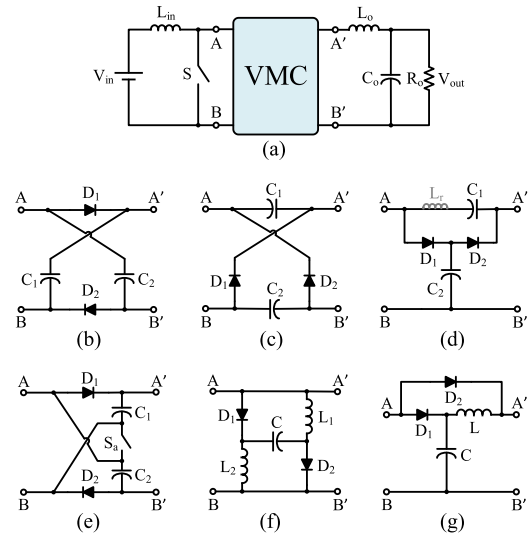 L_in A A' L_o
V_in S VMC C_o R_o V_out
B B'
(a)
A D_1 A'
C_1 C_2
D_2
B B'
(b)
A C_1 A'
D_1 D_2
C_2
B B'
(c)
A L_r C_1 A'
D_1 D_2
C_2
B B'
(d)
A D_1 A'
C_1
S_a
C_2
D_2
B B'
(e)
A A'
D_1 L_1
C
L_2 D_2
B B'
(f)
A D_2 A'
D_1 L
C
B B'
(g)